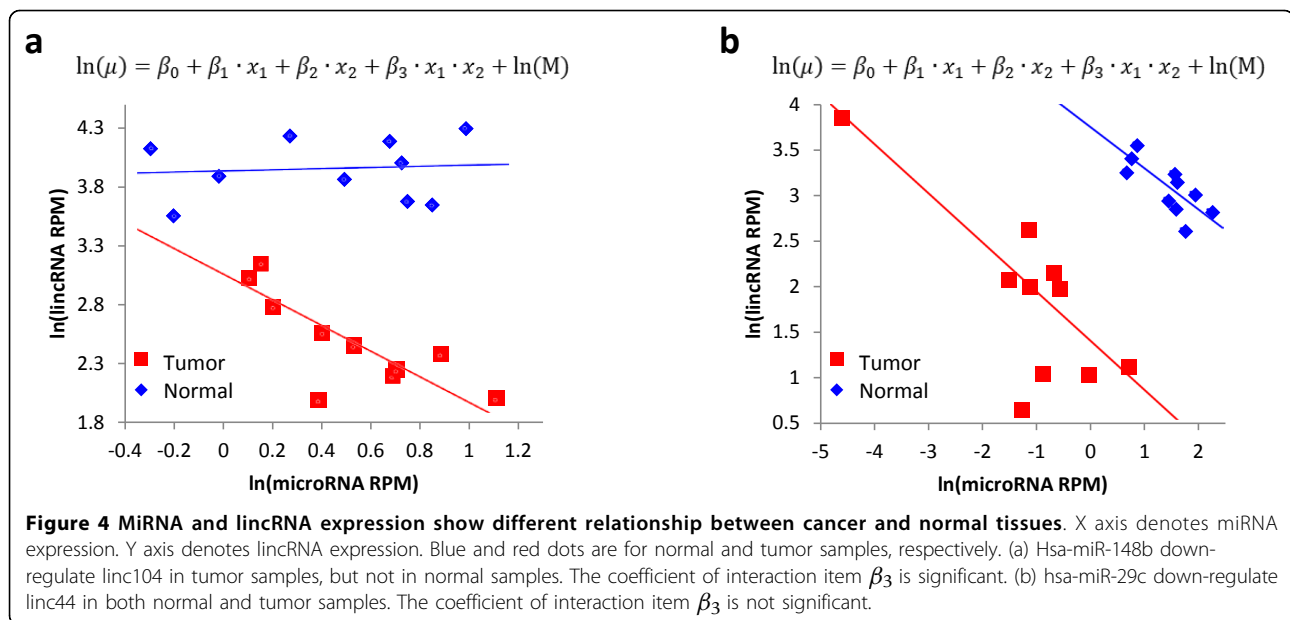 a
ln(μ) = β₀ + β₁ · x₁ + β₂ · x₂ + β₃ · x₁ · x₂ + ln(M)
4.3
3.8
3.3
2.8
2.3
1.8
ln(lincRNA RPM)
Tumor
Normal
-0.4 -0.2 0 0.2 0.4 0.6 0.8 1 1.2
ln(microRNA RPM)
b
ln(μ) = β₀ + β₁ · x₁ + β₂ · x₂ + β₃ · x₁ · x₂ + ln(M)
4
3.5
3
2.5
2
1.5
1
0.5
ln(lincRNA RPM)
Tumor
Normal
-5 -4 -3 -2 -1 0 1 2
ln(microRNA RPM)
Figure 4 MiRNA and lincRNA expression show different relationship between cancer and normal tissues. X axis denotes miRNA
expression. Y axis denotes lincRNA expression. Blue and red dots are for normal and tumor samples, respectively. (a) Hsa-miR-148b down-
regulate linc104 in tumor samples, but not in normal samples. The coefficient of interaction item β₃ is significant. (b) hsa-miR-29c down-regulate
linc44 in both normal and tumor samples. The coefficient of interaction item β₃ is not significant.